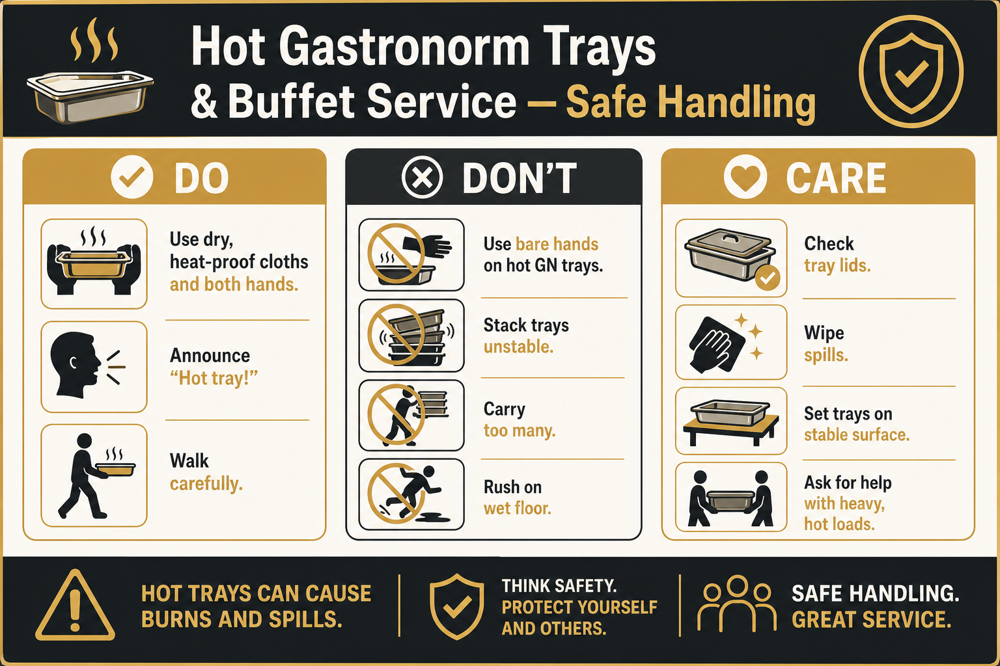 Hot Gastronorm Trays
& Buffet Service — Safe Handling
DO
Use dry,
heat-proof cloths
and both hands.
Announce
“Hot tray!”
Walk
carefully.
DON’T
Use bare hands
on hot GN trays.
Stack trays
unstable.
Carry
too many.
Rush on
wet floor.
CARE
Check
tray lids.
Wipe
spills.
Set trays on
stable surface.
Ask for help
with heavy,
hot loads.
HOT TRAYS CAN CAUSE
BURNS AND SPILLS.
THINK SAFETY.
PROTECT YOURSELF
AND OTHERS.
SAFE HANDLING.
GREAT SERVICE.